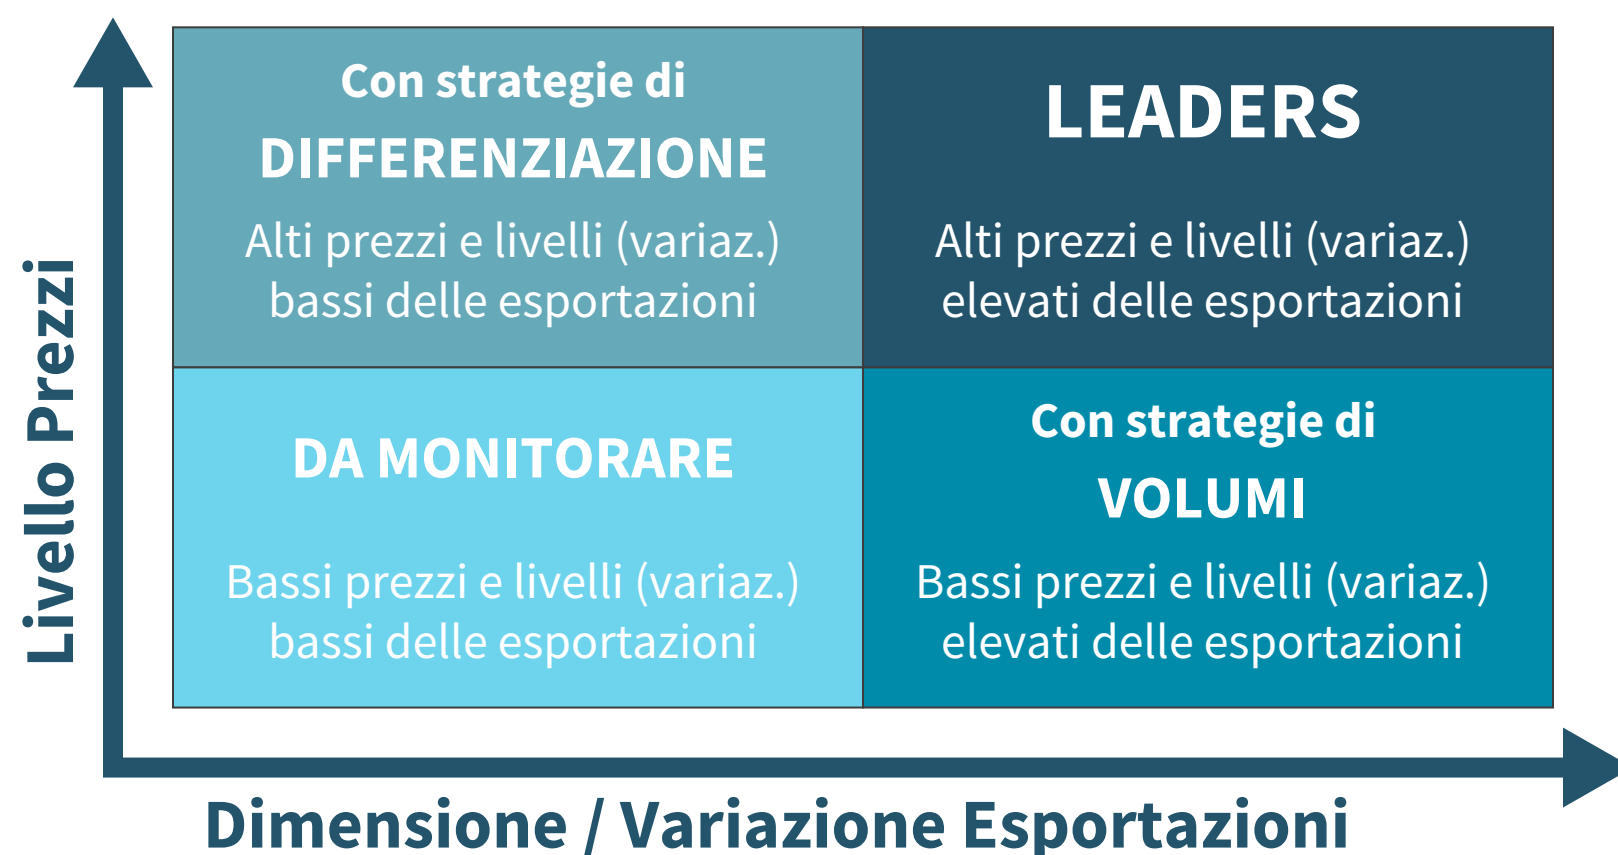 Livello Prezzi
Con strategie di
DIFFERENZIAZIONE
Alti prezzi e livelli (variaz.)
bassi delle esportazioni
LEADERS
Alti prezzi e livelli (variaz.)
elevati delle esportazioni
DA MONITORARE
Bassi prezzi e livelli (variaz.)
bassi delle esportazioni
Con strategie di
VOLUMI
Bassi prezzi e livelli (variaz.)
elevati delle esportazioni
Dimensione / Variazione Esportazioni